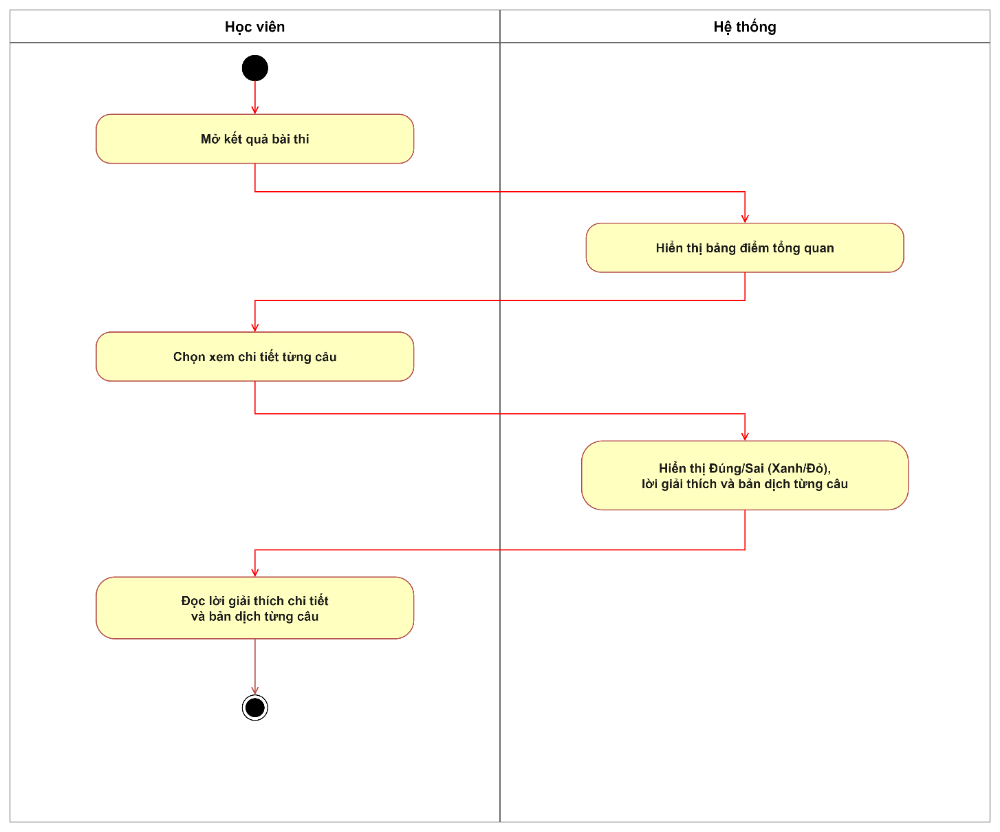 Học viên
Hệ thống
Mở kết quả bài thi
Hiển thị bảng điểm tổng quan
Chọn xem chi tiết từng câu
Hiển thị Đúng/Sai (Xanh/Đỏ),
lời giải thích và bản dịch từng câu
Đọc lời giải thích chi tiết
và bản dịch từng câu